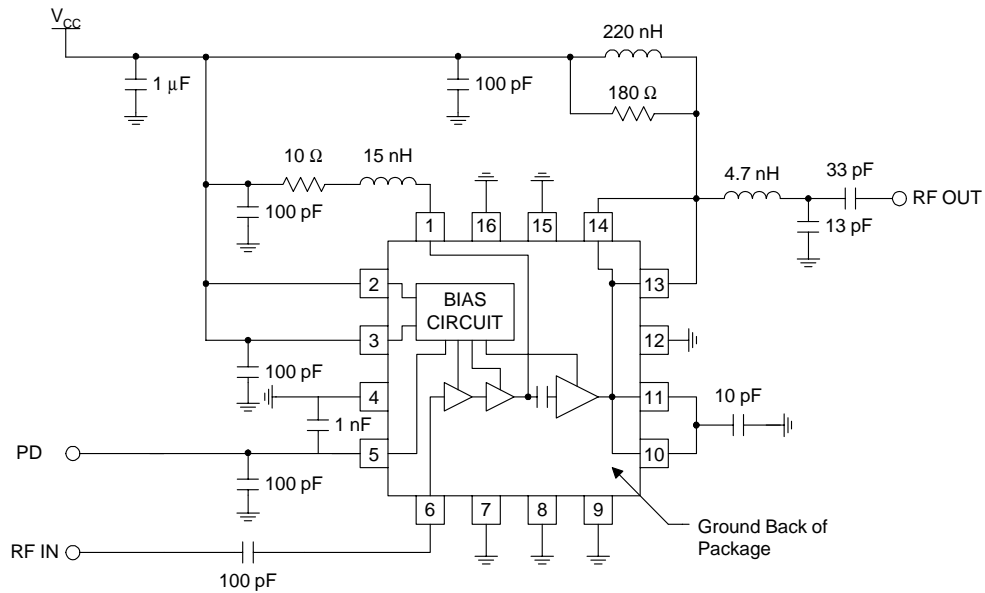 V_CC
220 nH
1 μF
100 pF
180 Ω
10 Ω
15 nH
4.7 nH
33 pF
RF OUT
100 pF
13 pF
1
16
15
14
2
BIAS
CIRCUIT
13
3
12
100 pF
4
11
10 pF
1 nF
PD
5
10
100 pF
6
7
8
9
Ground Back of
Package
RF IN
100 pF